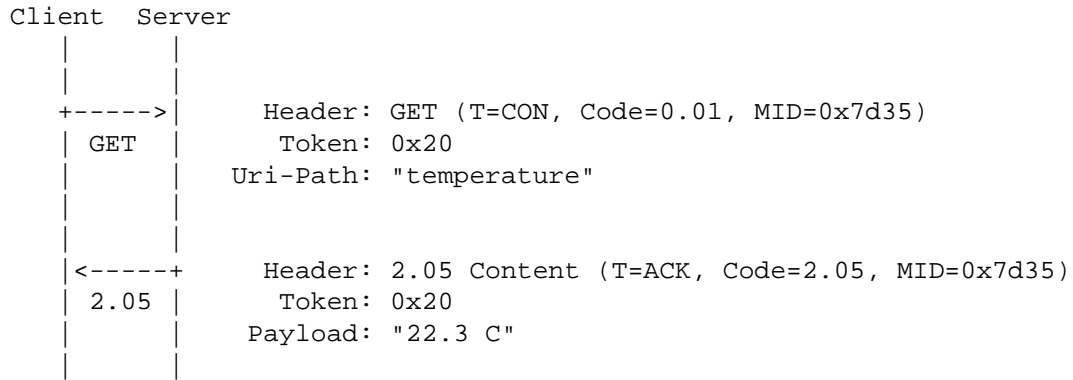 Client  Server
   |      |
   |      |
   +----->|     Header: GET (T=CON, Code=0.01, MID=0x7d35)
   | GET  |      Token: 0x20
   |      |   Uri-Path: "temperature"
   |      |
   |      |
   |<-----+     Header: 2.05 Content (T=ACK, Code=2.05, MID=0x7d35)
   | 2.05 |      Token: 0x20
   |      |    Payload: "22.3 C"
   |      |